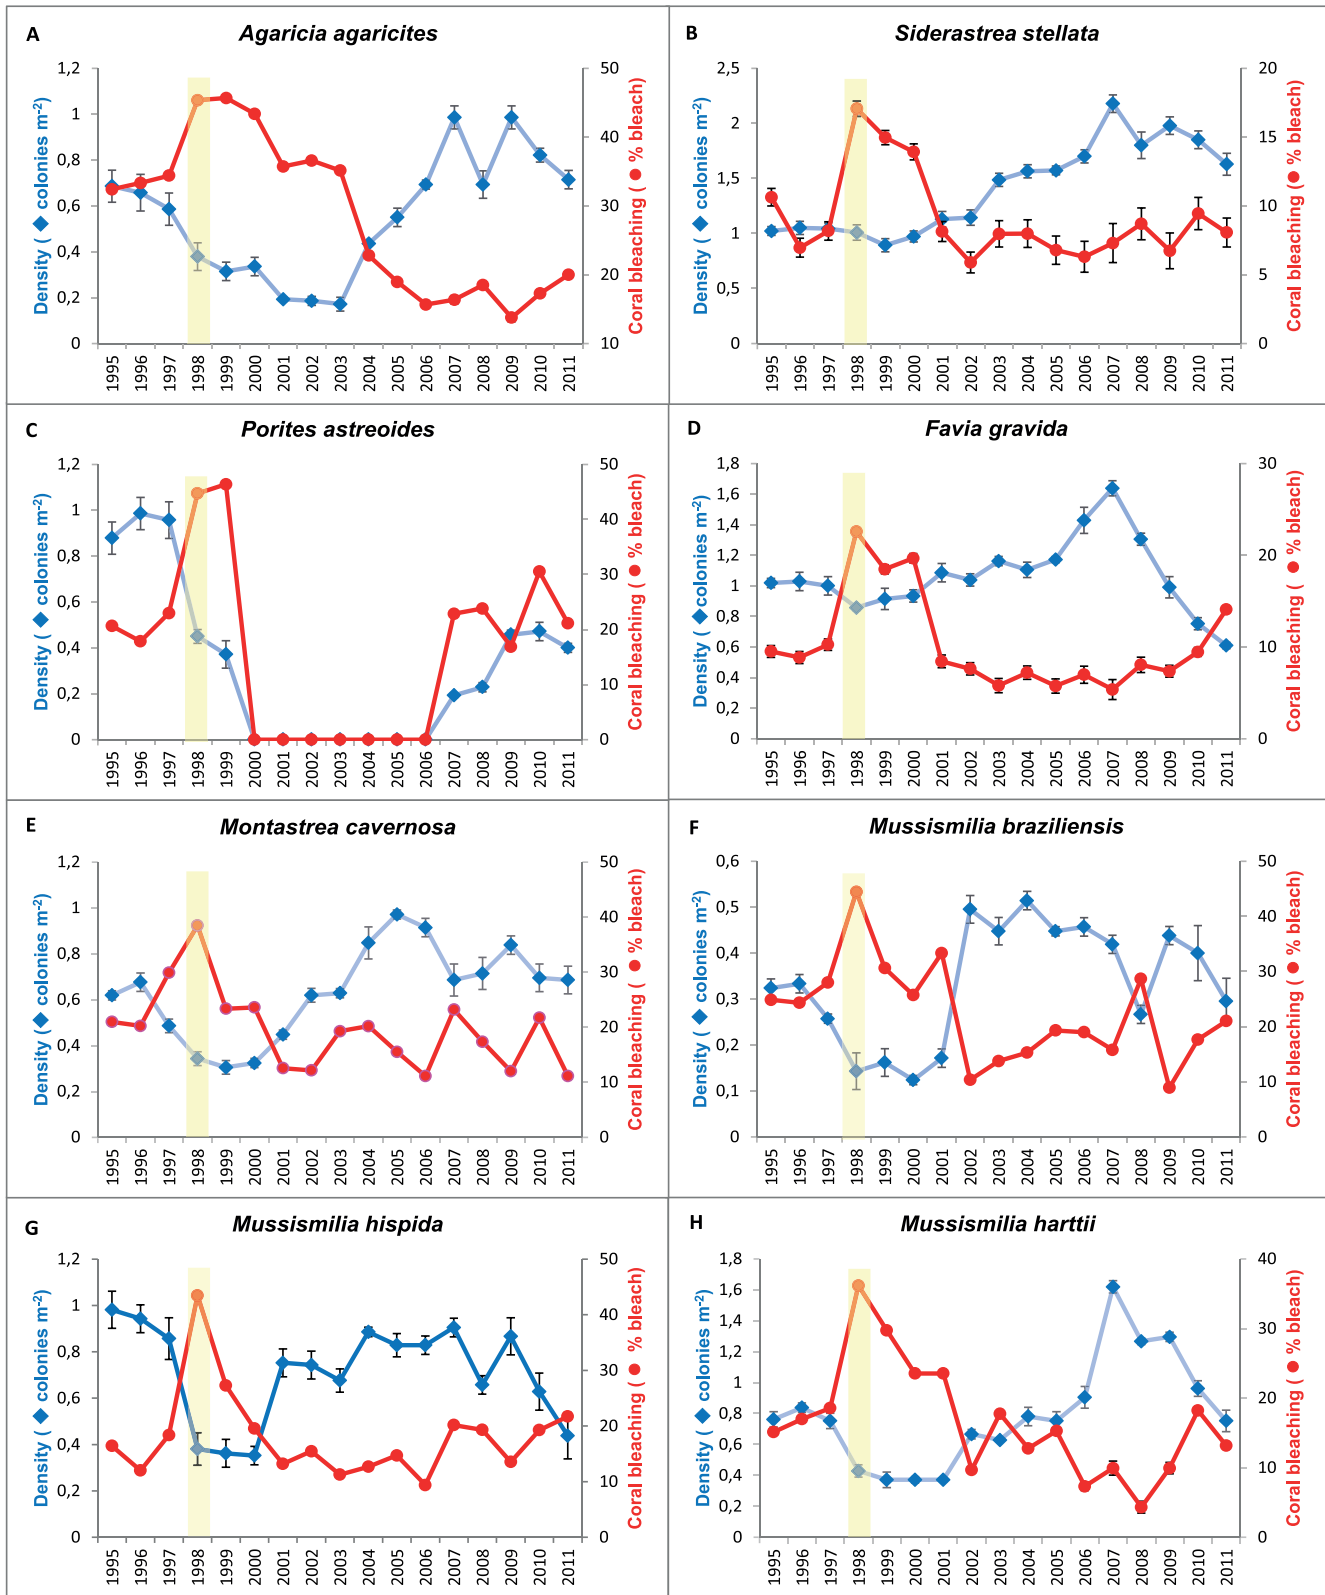 A
Agaricia agaricites
Density ( ◆ colonies m-2)
1,2
1
0,8
0,6
0,4
0,2
0
50
40
30
20
10
Coral bleaching ( ● % bleach)
1995 1996 1997 1998 1999 2000 2001 2002 2003 2004 2005 2006 2007 2008 2009 2010 2011
B
Siderastrea stellata
Density ( ◆ colonies m-2)
2,5
2
1,5
1
0,5
0
20
15
10
5
0
Coral bleaching ( ● % bleach)
1995 1996 1997 1998 1999 2000 2001 2002 2003 2004 2005 2006 2007 2008 2009 2010 2011
C
Porites astreoides
Density ( ◆ colonies m-2)
1,2
1
0,8
0,6
0,4
0,2
0
50
40
30
20
10
0
Coral bleaching ( ● % bleach)
1995 1996 1997 1998 1999 2000 2001 2002 2003 2004 2005 2006 2007 2008 2009 2010 2011
D
Favia gravida
Density ( ◆colonies m-2)
1,8
1,6
1,4
1,2
1
0,8
0,6
0,4
0,2
0
30
20
10
0
Coral bleaching ( ● % bleach)
1995 1996 1997 1998 1999 2000 2001 2002 2003 2004 2005 2006 2007 2008 2009 2010 2011
E
Montastrea cavernosa
Density ( ◆ colonies m-2)
1,2
1
0,8
0,6
0,4
0,2
0
50
40
30
20
10
0
Coral bleaching ( ● % bleach)
1995 1996 1997 1998 1999 2000 2001 2002 2003 2004 2005 2006 2007 2008 2009 2010 2011
F
Mussismilia braziliensis
Density ( ◆ colonies m-2)
0,6
0,5
0,4
0,3
0,2
0,1
0
50
40
30
20
10
0
Coral bleaching ( ● % bleach)
1995 1996 1997 1998 1999 2000 2001 2002 2003 2004 2005 2006 2007 2008 2009 2010 2011
G
Mussismilia hispida
Density ( ◆ colonies m-2)
1,2
1
0,8
0,6
0,4
0,2
0
50
40
30
20
10
0
Coral bleaching ( ● % bleach)
1995 1996 1997 1998 1999 2000 2001 2002 2003 2004 2005 2006 2007 2008 2009 2010 2011
H
Mussismilia harttii
Density ( ◆ colonies m-2)
1,8
1,6
1,4
1,2
1
0,8
0,6
0,4
0,2
0
40
30
20
10
0
Coral bleaching ( ● % bleach)
1995 1996 1997 1998 1999 2000 2001 2002 2003 2004 2005 2006 2007 2008 2009 2010 2011